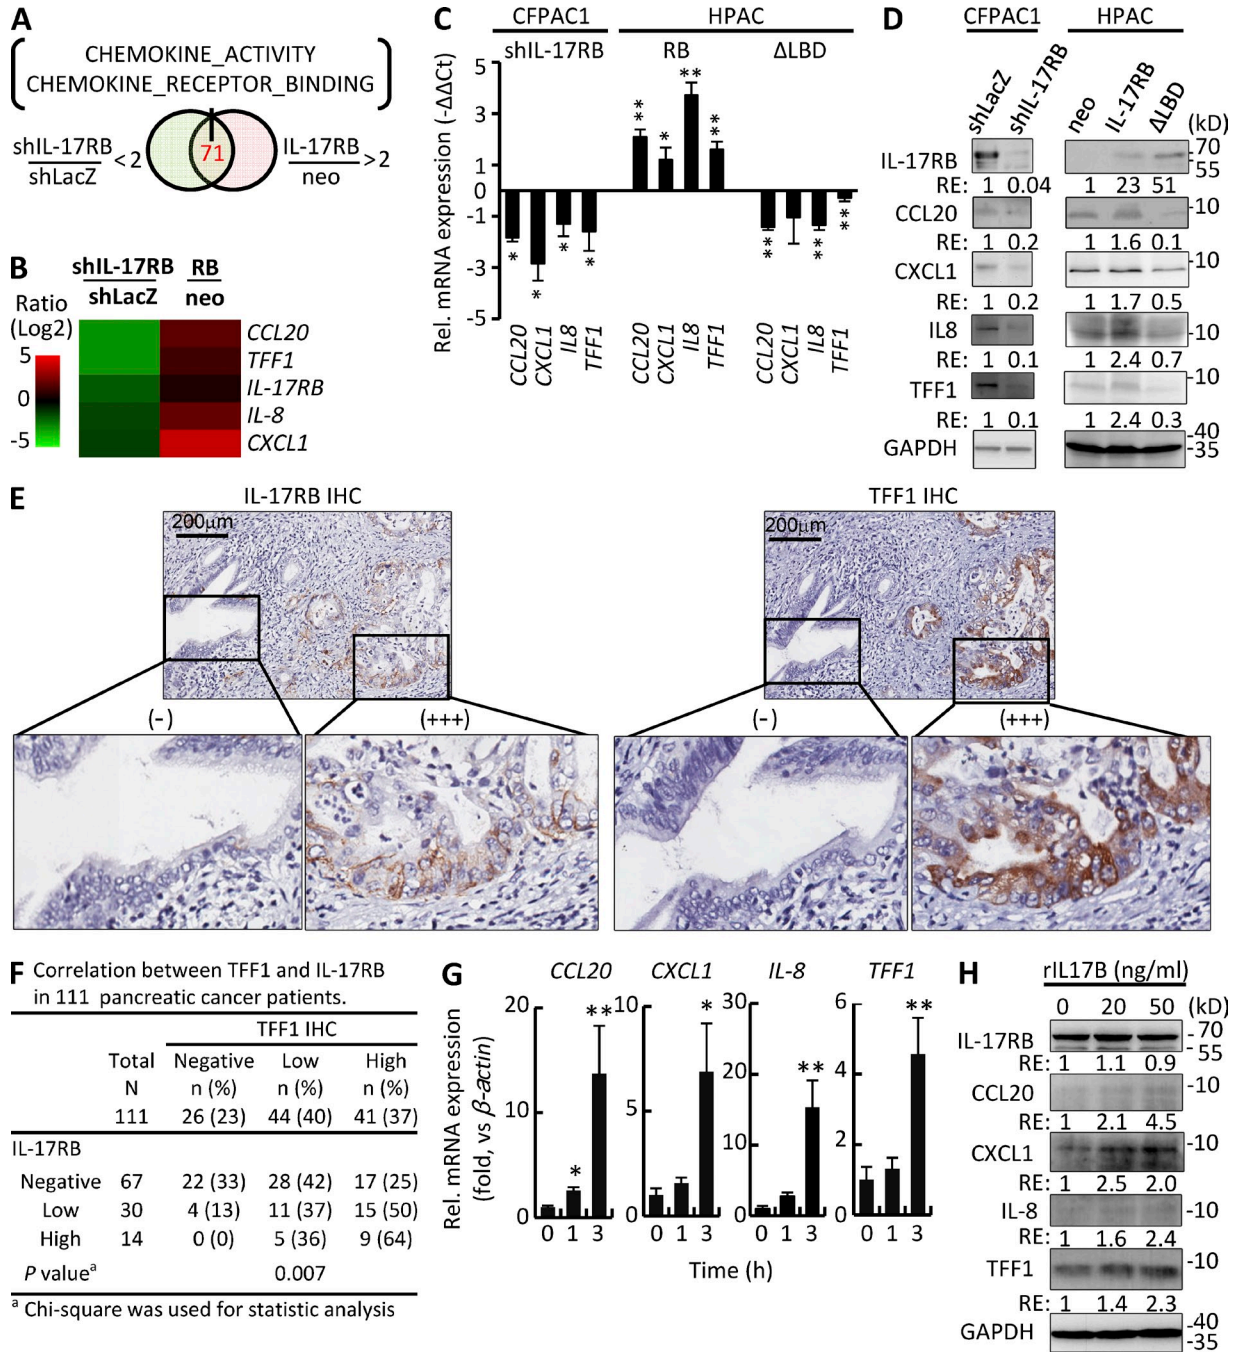 A
CHEMOKINE_ACTIVITY
CHEMOKINE_RECEPTOR_BINDING
shIL-17RB
shLacZ
< 2
71
IL-17RB
neo
>2
B
shIL-17RB
shLacZ
RB
neo
Ratio
(Log2)
5
0
-5
CCL20
TFF1
IL-17RB
IL-8
CXCL1
C
CFPAC1 HPAC
shIL-17RB RB ΔLBD
Rel. mRNA expression (-ΔΔCt)
5
3
1
0
-1
-3
-5
* * * *
** * ** **
** ** **
CCL20 CXCL1 IL8 TFF1 CCL20 CXCL1 IL8 TFF1 CCL20 CXCL1 IL8 TFF1
D
CFPAC1 HPAC
shLacZ shIL-17RB neo IL-17RB ΔLBD (kD)
IL-17RB -70
55
RE: 1 0.04 1 23 51
CCL20 -10
RE: 1 0.2 1 1.6 0.1
CXCL1 -10
RE: 1 0.2 1 1.7 0.5
IL8 -10
RE: 1 0.1 1 2.4 0.7
TFF1 -10
RE: 1 0.1 1 2.4 0.3
GAPDH -40
-35
E
IL-17RB IHC TFF1 IHC
200μm 200μm
(-) (+++) (-) (+++)
F Correlation between TFF1 and IL-17RB
in 111 pancreatic cancer patients.
TFF1 IHC
Total Negative Low High
N n (%) n (%) n (%)
111 26 (23) 44 (40) 41 (37)
IL-17RB
Negative 67 22 (33) 28 (42) 17 (25)
Low 30 4 (13) 11 (37) 15 (50)
High 14 0 (0) 5 (36) 9 (64)
P valueᵃ 0.007
ᵃ Chi-square was used for statistic analysis
G
CCL20 CXCL1 IL-8 TFF1
Rel. mRNA expression
(fold, vs β-actin)
20
10
0
* **
10
5
0
*
30
20
10
0
**
6
4
2
0
**
0 1 3 0 1 3 0 1 3 0 1 3
Time (h)
H
rIL17B (ng/ml)
0 20 50 (kD)
IL-17RB - 70
- 55
RE: 1 1.1 0.9
CCL20 -10
RE: 1 2.1 4.5
CXCL1 -10
RE: 1 2.5 2.0
IL-8 -10
RE: 1 1.6 2.4
TFF1 -10
RE: 1 1.4 2.3
GAPDH -40
-35